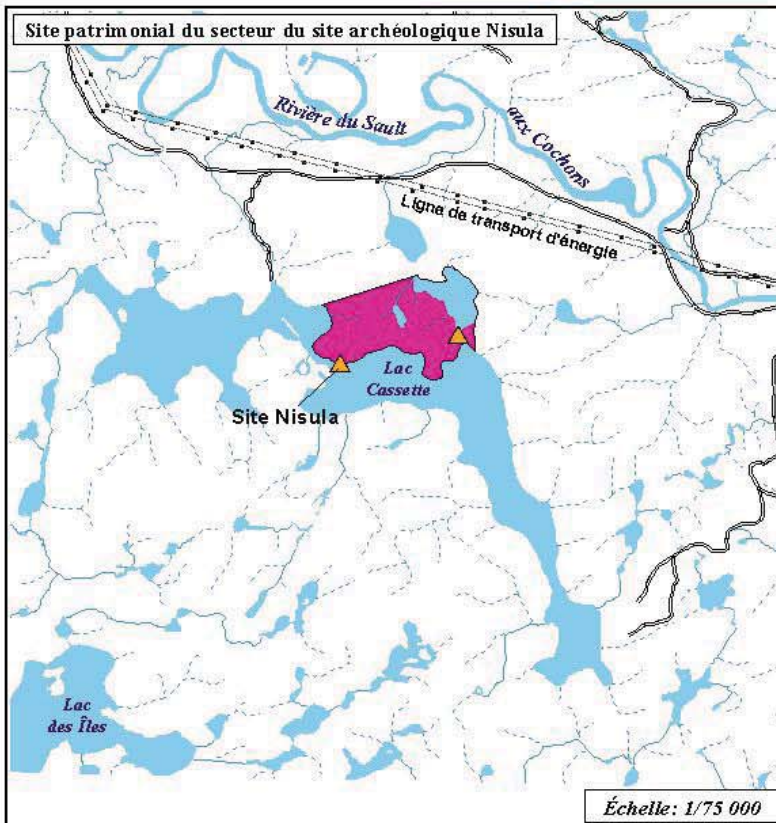 Site patrimonial du secteur du site archéologique Nisula
Rivière du Sault
aux Cochons
Ligne de transport d'énergie
Lac
Cassette
Site Nisula
Lac
des Îles
Échelle: 1/75 000